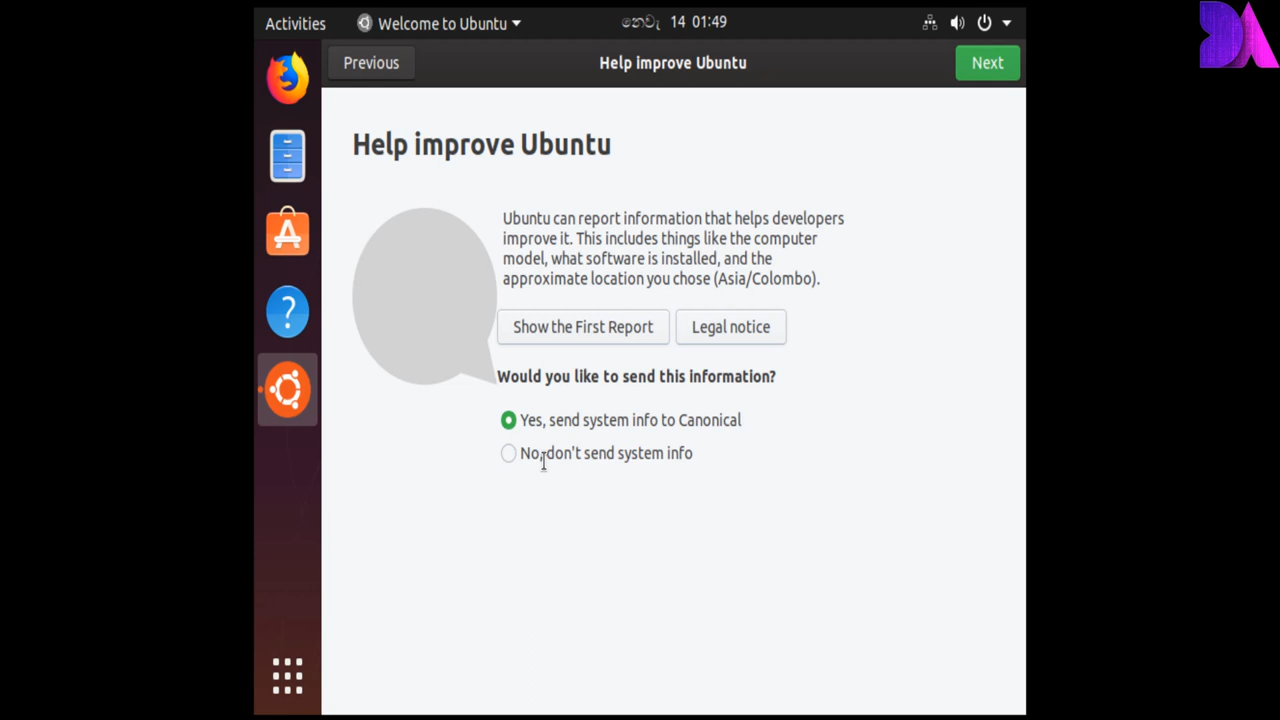 Activities
Welcome to Ubuntu
නොවැ 14 01:49
Previous
Help improve Ubuntu
Next
Help improve Ubuntu
Ubuntu can report information that helps developers
improve it. This includes things like the computer
model, what software is installed, and the
approximate location you chose (Asia/Colombo).
Show the First Report
Legal notice
Would you like to send this information?
Yes, send system info to Canonical
No, don't send system info